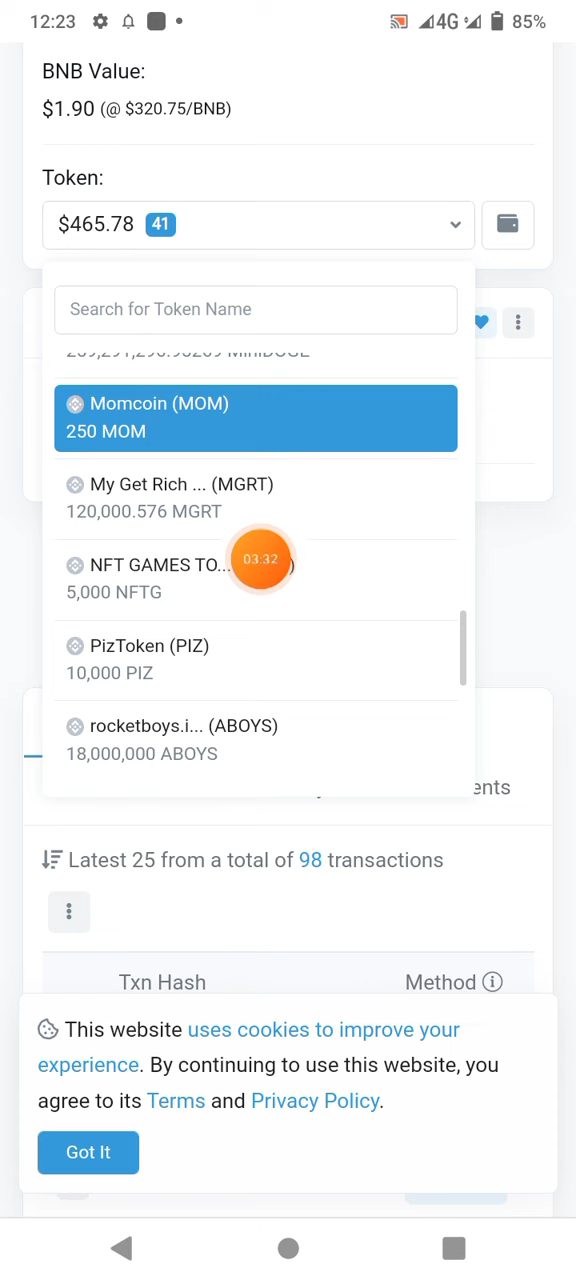 12:23 4G 85%
BNB Value:
$1.90 (@ $320.75/BNB)
Token:
$465.78 41
Search for Token Name
Momcoin (MOM)
250 MOM
My Get Rich ... (MGRT)
120,000.576 MGRT
NFT GAMES TO... )
03:32
5,000 NFTG
PizToken (PIZ)
10,000 PIZ
rocketboys.i... (ABOYS)
18,000,000 ABOYS
ents
Latest 25 from a total of 98 transactions
Txn Hash Method
This website uses cookies to improve your
experience. By continuing to use this website, you
agree to its Terms and Privacy Policy.
Got It